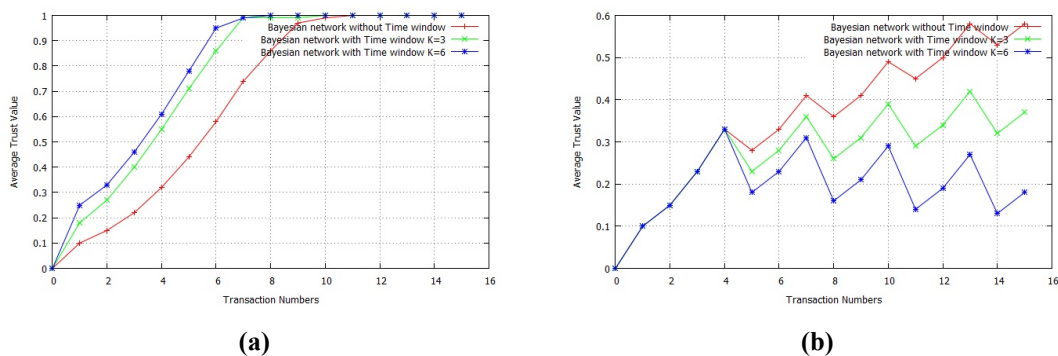 1
0.9
0.8
0.7
0.6
0.5
0.4
0.3
0.2
0.1
0
Average Trust Value
Bayesian network without Time window
Bayesian network with Time window K=3
Bayesian network with Time window K=6
0 2 4 6 8 10 12 14 16
Transaction Numbers
(a)
0.6
0.5
0.4
0.3
0.2
0.1
0
Average Trust Value
Bayesian network without Time window
Bayesian network with Time window K=3
Bayesian network with Time window K=6
0 2 4 6 8 10 12 14 16
Transaction Numbers
(b)